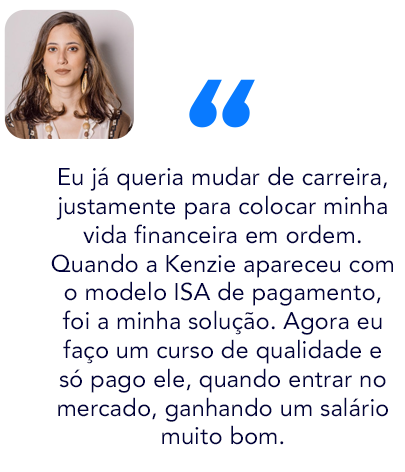 “
Eu já queria mudar de carreira,
justamente para colocar minha
vida financeira em ordem.
Quando a Kenzie apareceu com
o modelo ISA de pagamento,
foi a minha solução. Agora eu
faço um curso de qualidade e
só pago ele, quando entrar no
mercado, ganhando um salário
muito bom.